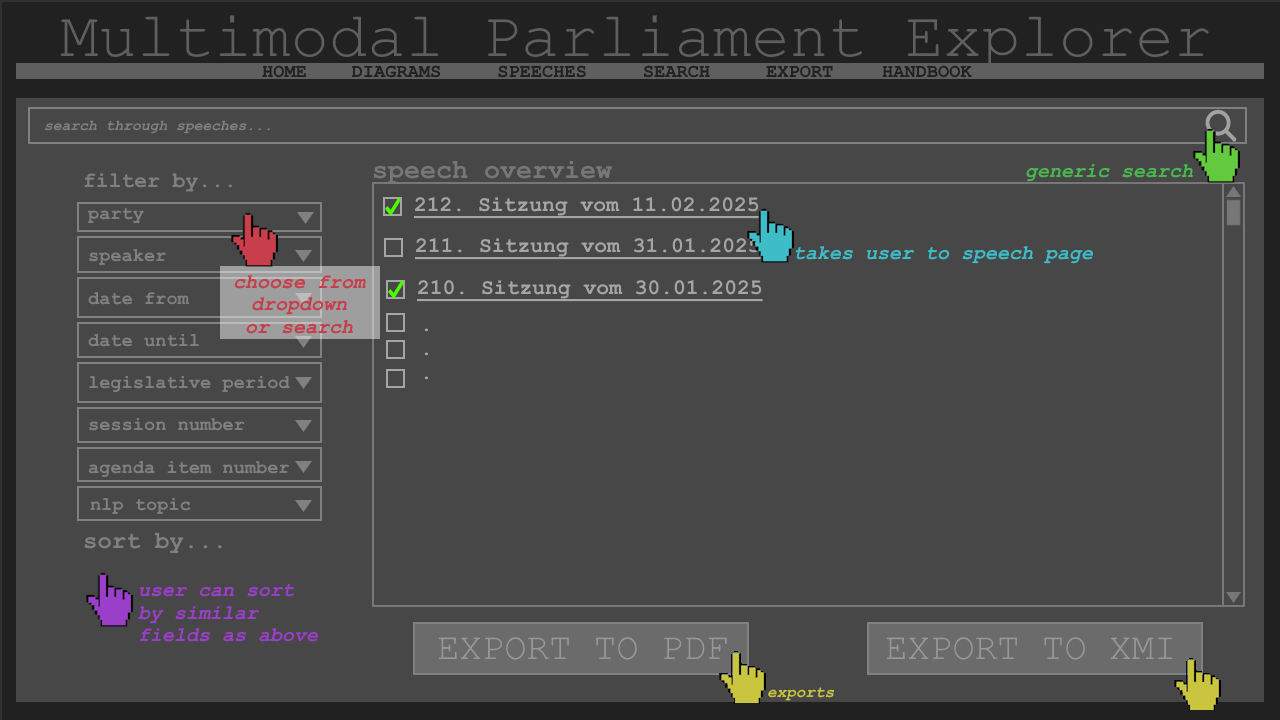 Multimodal Parliament Explorer
HOME DIAGRAMS SPEECHES SEARCH EXPORT HANDBOOK
search through speeches...
generic search
filter by...
party
speaker
date from
date until
legislative period
session number
agenda item number
nlp topic
choose from
dropdown
or search
sort by...
user can sort
by similar
fields as above
speech overview
212. Sitzung vom 11.02.2025
211. Sitzung vom 31.01.2025
takes user to speech page
210. Sitzung vom 30.01.2025
.
.
.
EXPORT TO PDF
EXPORT TO XMI
exports